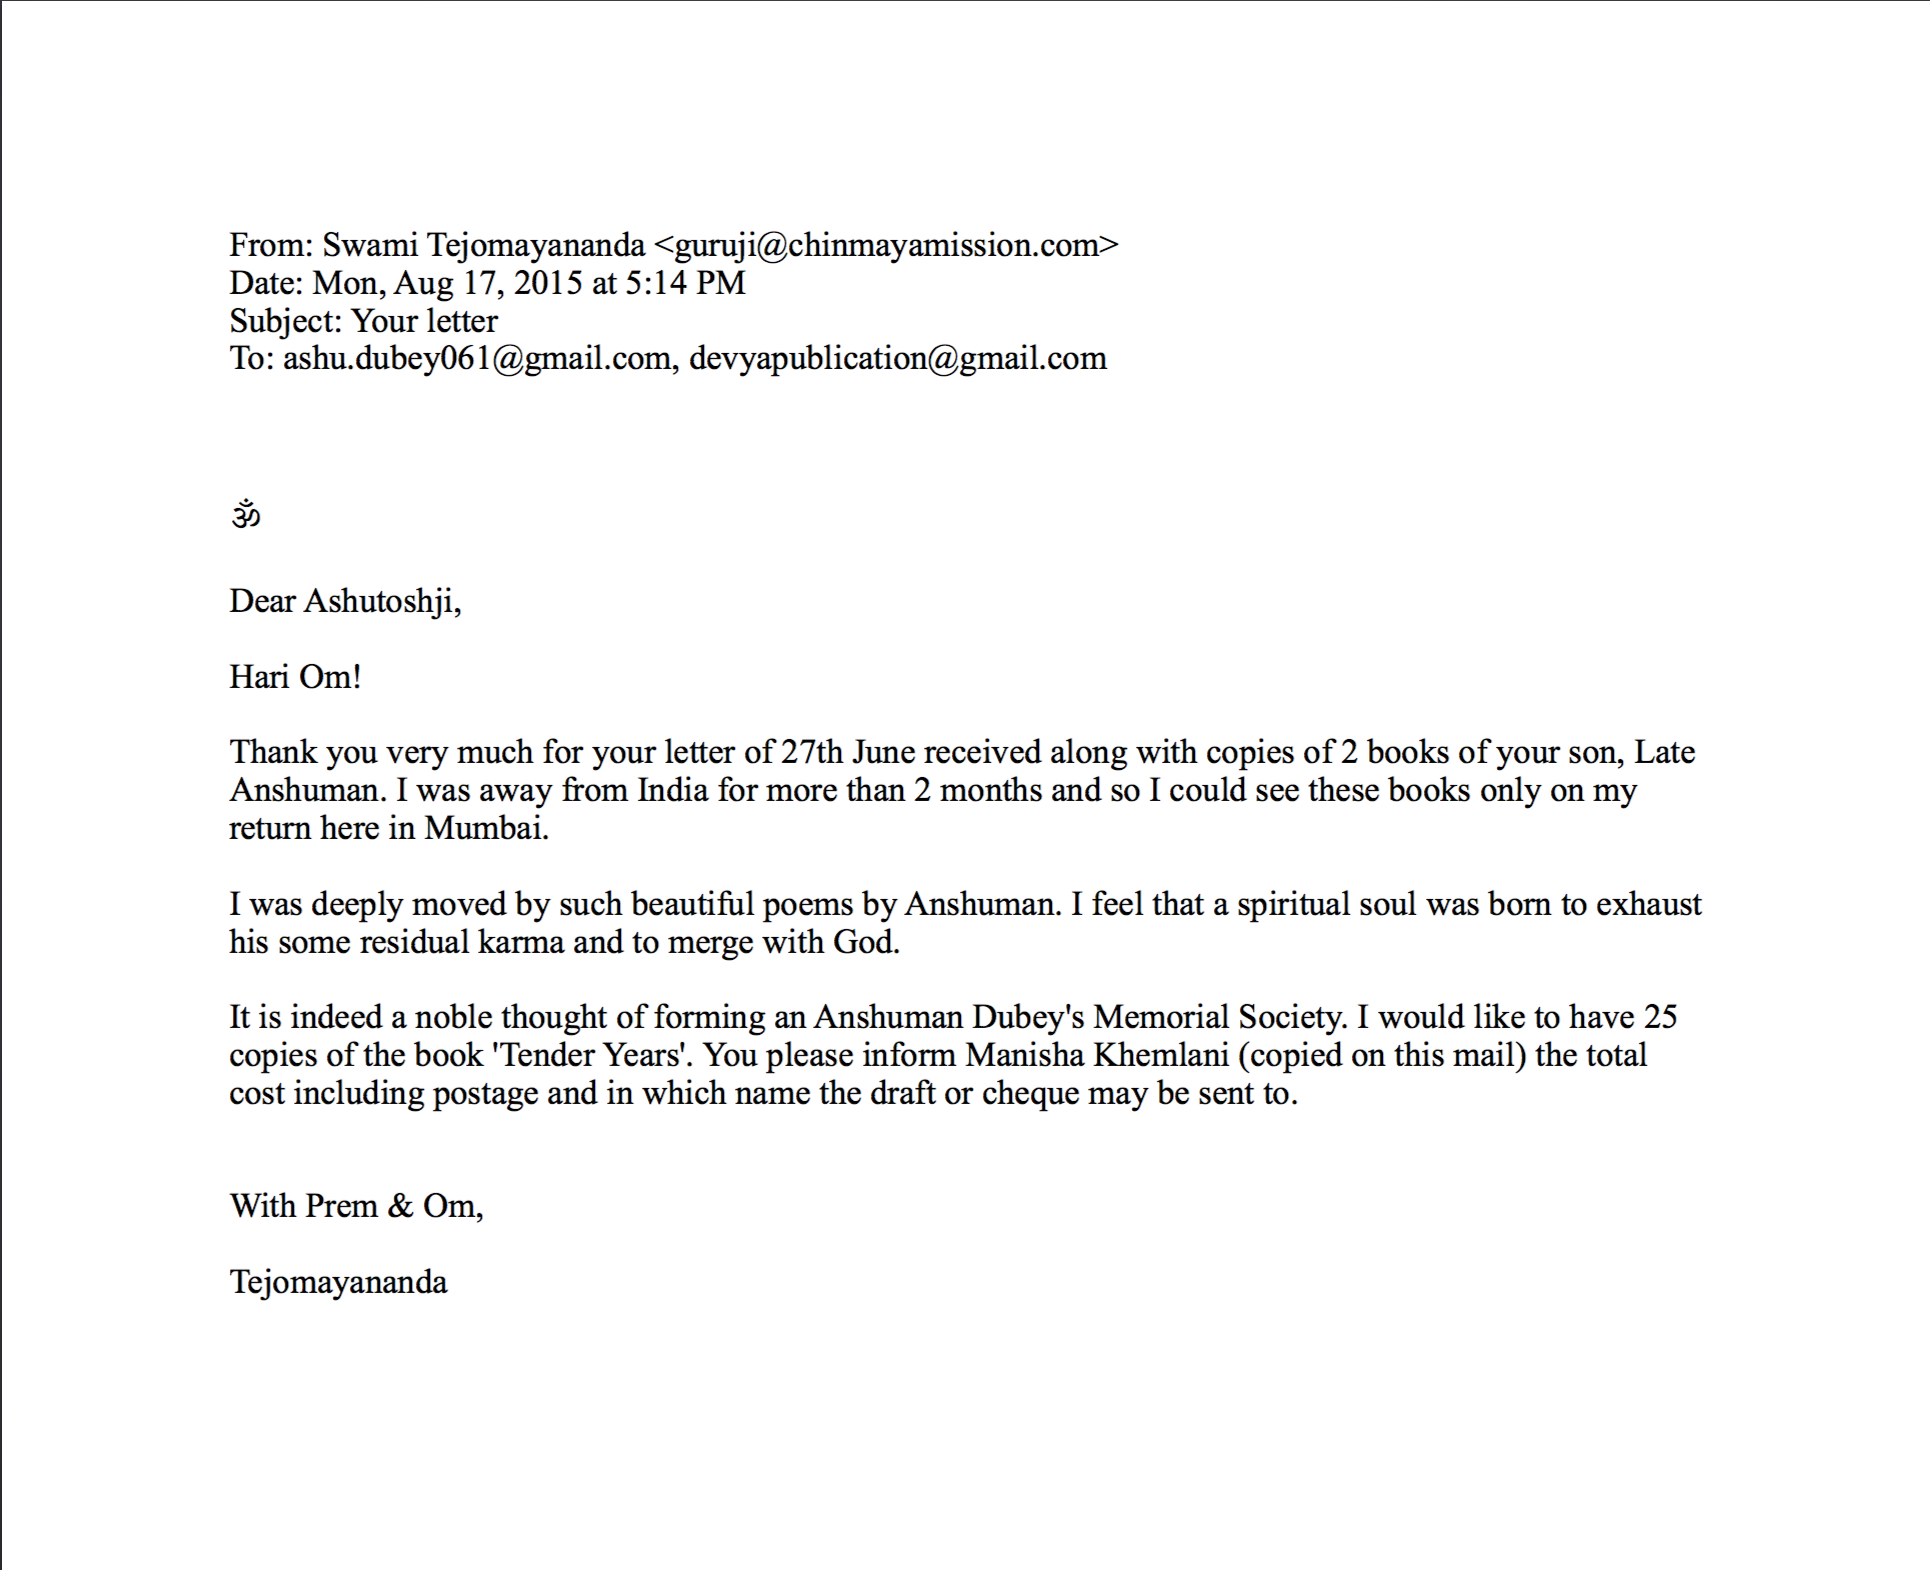 From: Swami Tejomayananda <guruji@chinmayamission.com>
Date: Mon, Aug 17, 2015 at 5:14 PM
Subject: Your letter
To: ashu.dubey061@gmail.com, devyapublication@gmail.com
ॐ
Dear Ashutoshji,
Hari Om!
Thank you very much for your letter of 27th June received along with copies of 2 books of your son, Late
Anshuman. I was away from India for more than 2 months and so I could see these books only on my
return here in Mumbai.
I was deeply moved by such beautiful poems by Anshuman. I feel that a spiritual soul was born to exhaust
his some residual karma and to merge with God.
It is indeed a noble thought of forming an Anshuman Dubey's Memorial Society. I would like to have 25
copies of the book 'Tender Years'. You please inform Manisha Khemlani (copied on this mail) the total
cost including postage and in which name the draft or cheque may be sent to.
With Prem & Om,
Tejomayananda